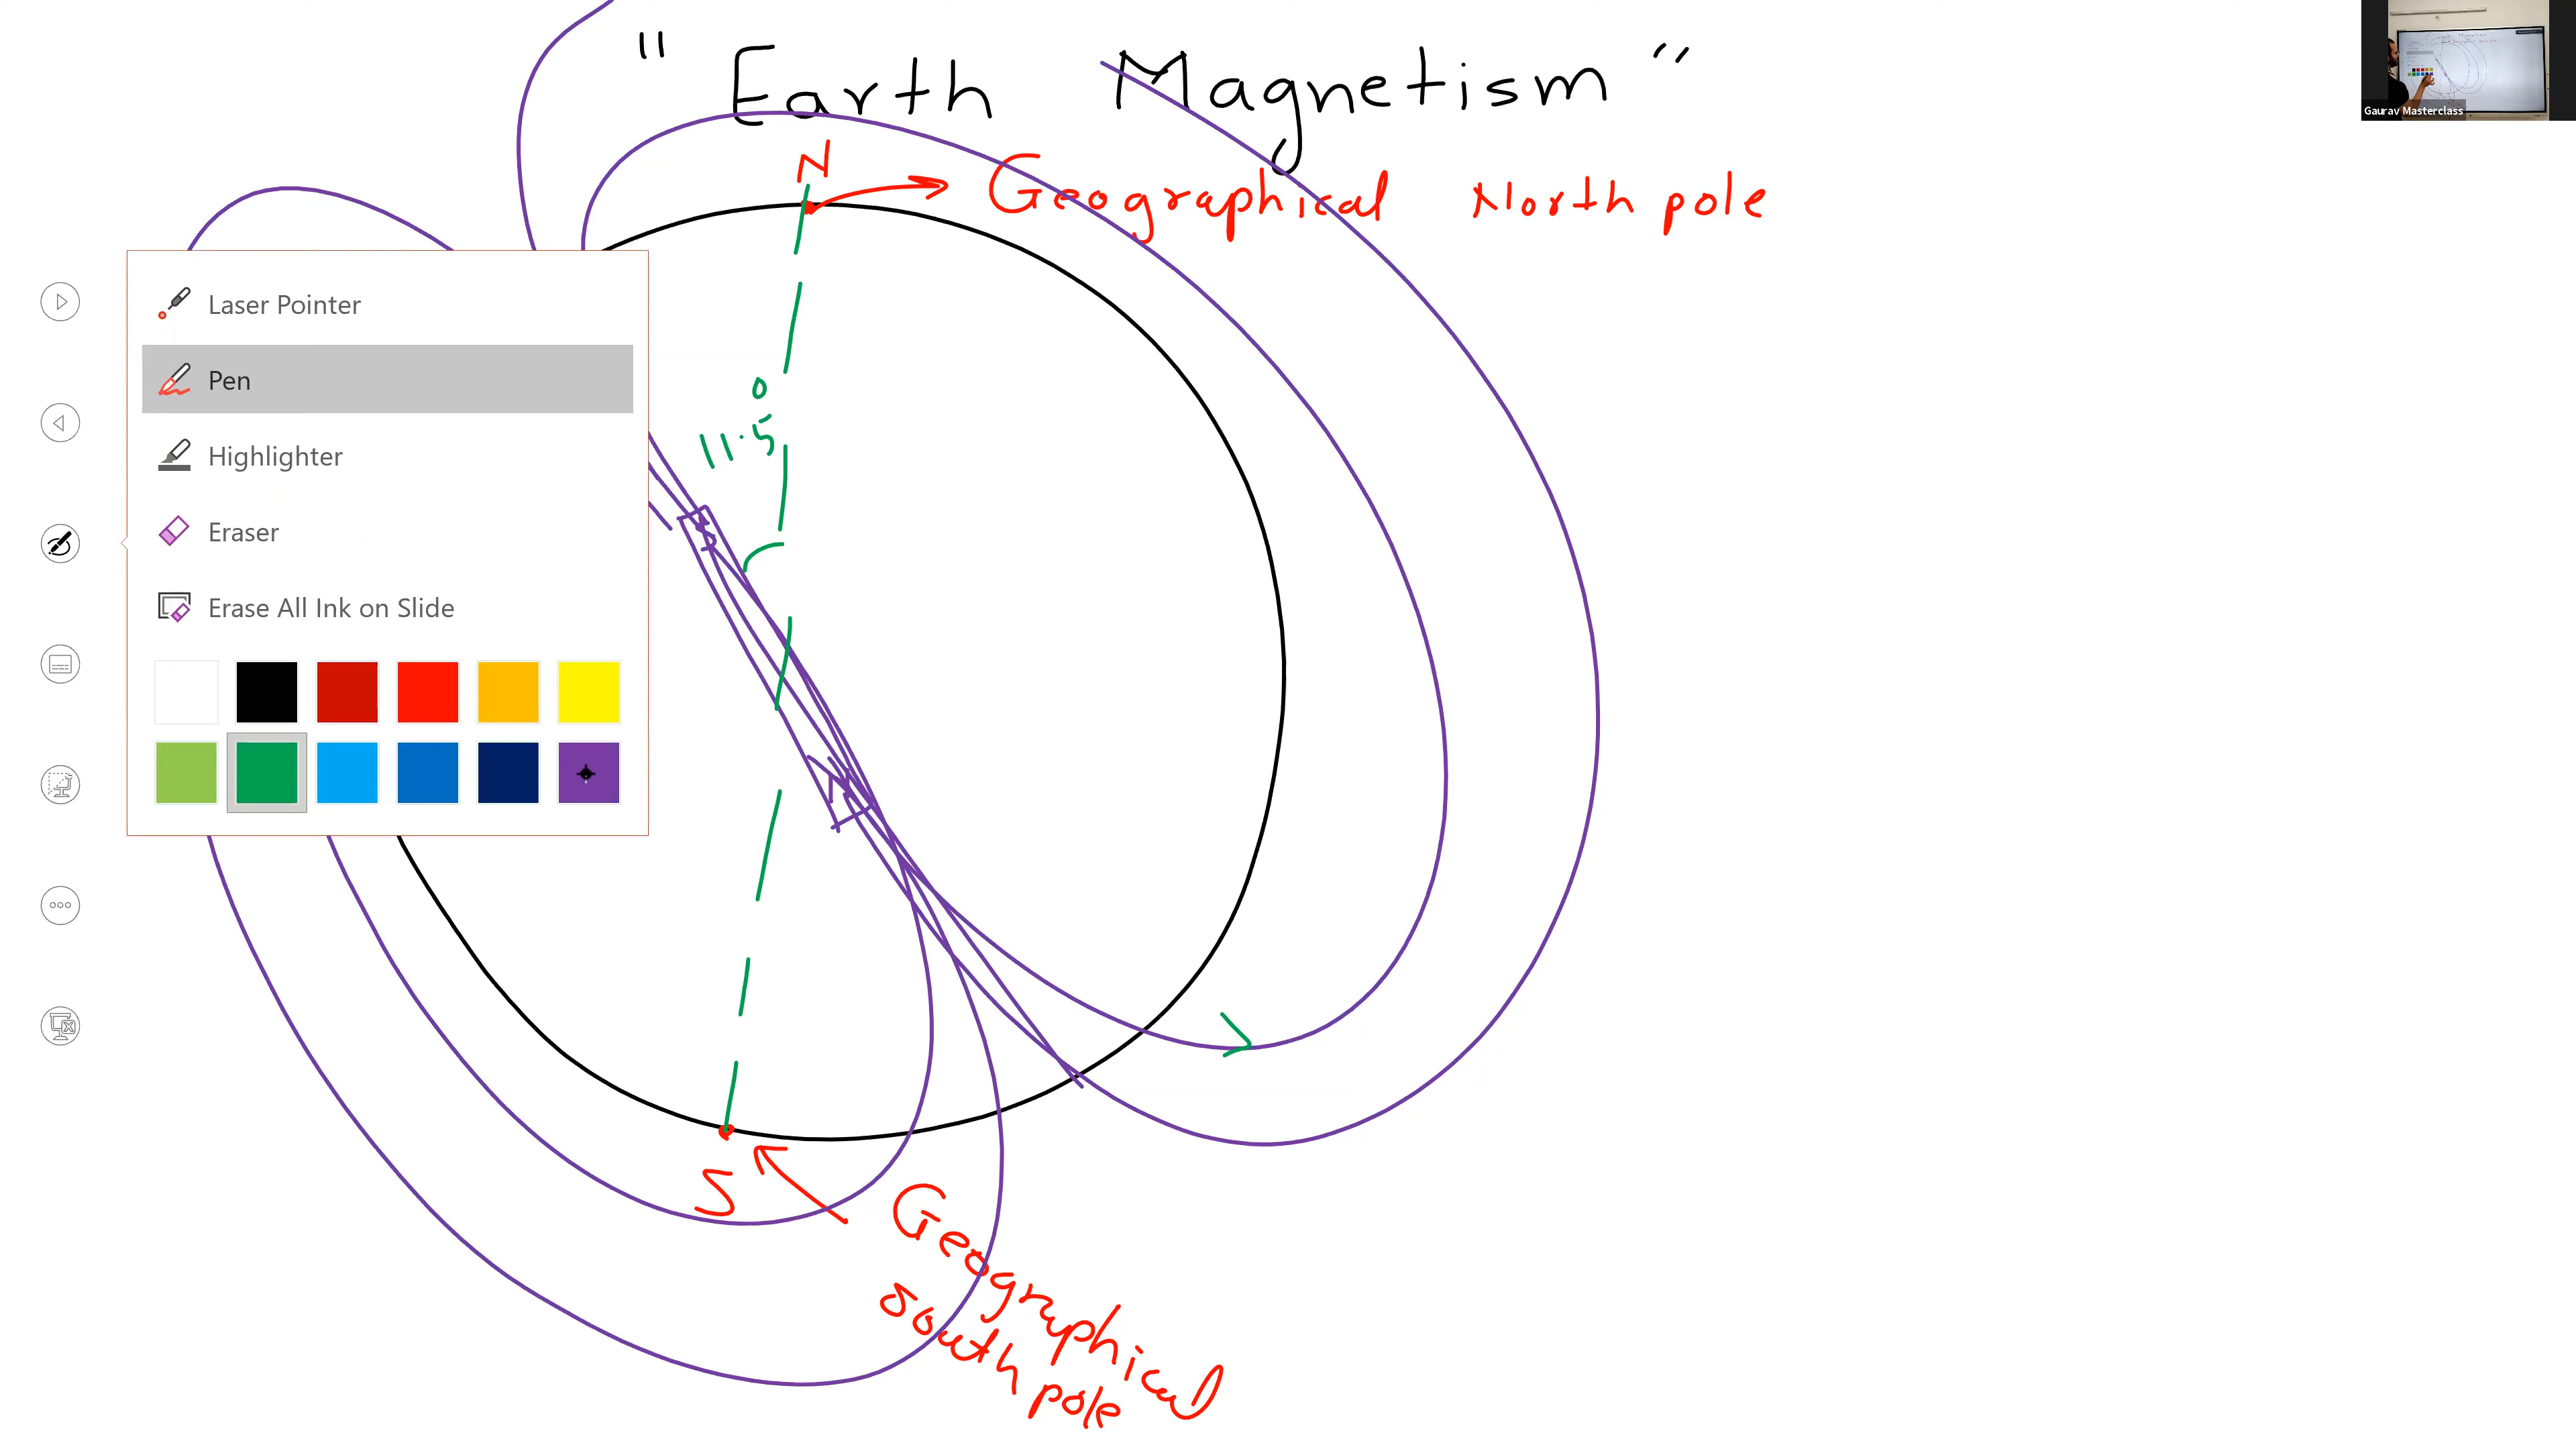 " Earth Magnetism "
Gaurav Masterclass
N
Geographical North pole
Laser Pointer
Pen
11.5°
Highlighter
Eraser
S
Erase All Ink on Slide
N
S
Geographical
south
pole